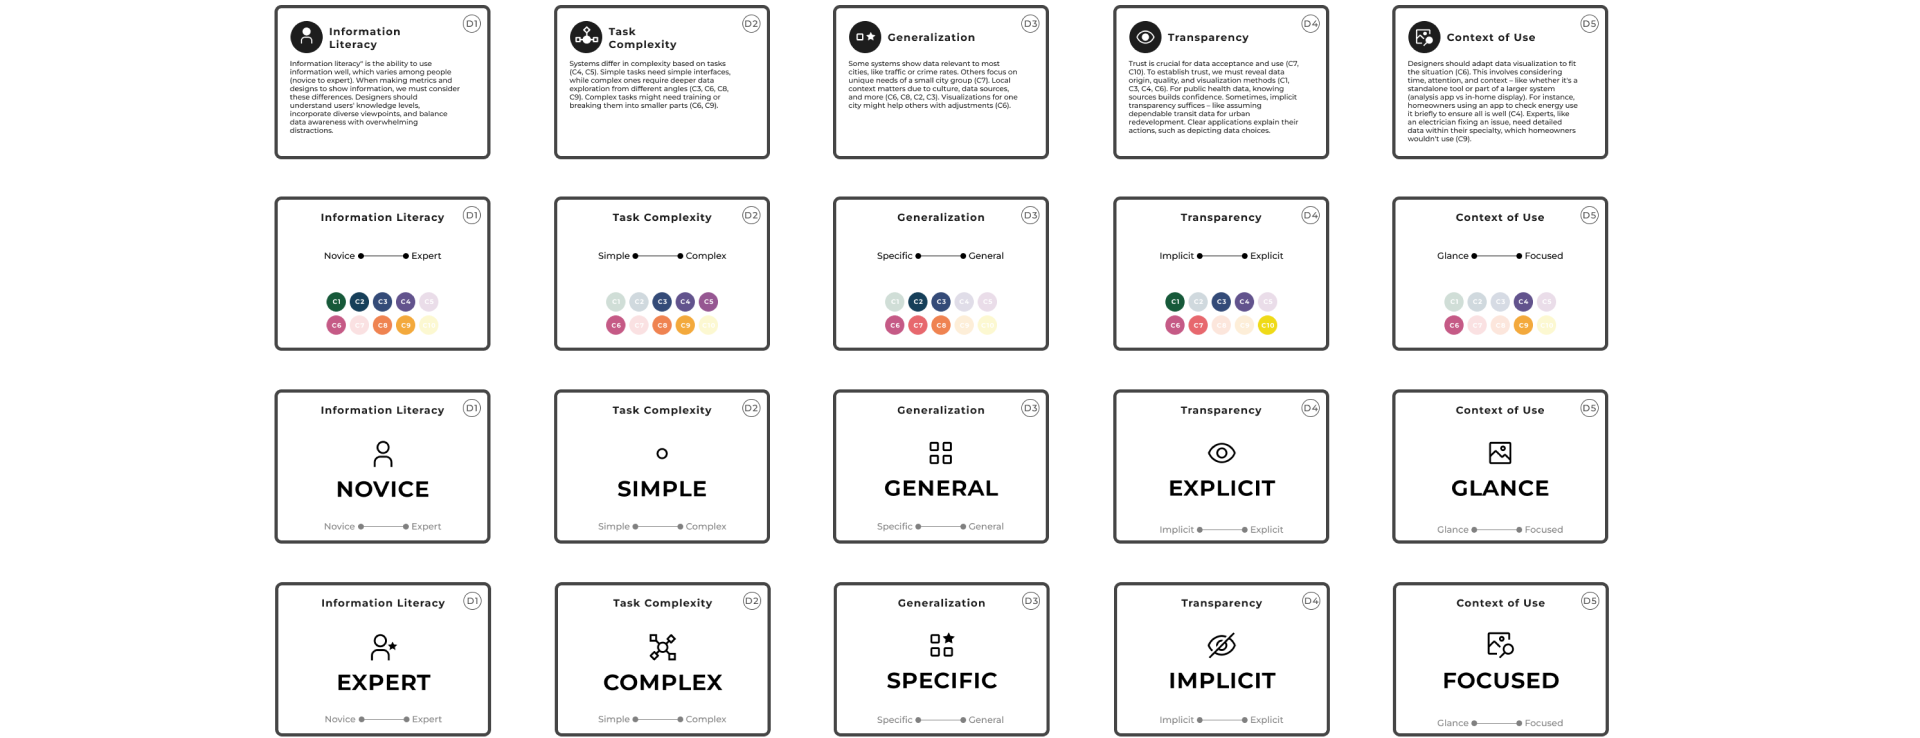 D1
Information
Literacy
Information literacy" is the ability to use
information well, which varies among people
(novice to expert). When making metrics and
designs to show information, we must consider
these differences. Designers should
understand users' knowledge levels,
incorporate diverse viewpoints, and balance
data awareness with overwhelming
distractions.
D2
Task
Complexity
Systems differ in complexity based on tasks
(C4, C5). Simple tasks need simple interfaces,
while complex ones require deeper data
exploration from different angles (C3, C6, C8,
C9). Complex tasks might need training or
breaking them into smaller parts (C6, C9).
D3
Generalization
Some systems show data relevant to most
cities, like traffic or crime rates. Others focus on
unique needs of a small city group (C7). Local
context matters due to culture, data sources,
and more (C6, C8, C2, C3). Visualizations for one
city might help others with adjustments (C6).
D4
Transparency
Trust is crucial for data acceptance and use (C7,
C10). To establish trust, we must reveal data
origin, quality, and visualization methods (C1,
C3, C4, C6). For public health data, knowing
sources builds confidence. Sometimes, implicit
transparency suffices – like assuming
dependable transit data for urban
redevelopment. Clear applications explain their
actions, such as depicting data choices.
D5
Context of Use
Designers should adapt data visualization to fit
the situation (C6). This involves considering
time, attention, and context – like whether it's a
standalone tool or part of a larger system
(analysis app vs in-home display). For instance,
homeowners using an app to check energy use
it briefly to ensure all is well (C4). Experts, like
an electrician fixing an issue, need detailed
data within their specialty, which homeowners
wouldn't use (C9).
Information Literacy D1
Novice Expert
C1 C2 C3 C4 C5
C6 C7 C8 C9 C10
Task Complexity D2
Simple Complex
C1 C2 C3 C4 C5
C6 C7 C8 C9 C10
Generalization D3
Specific General
C1 C2 C3 C4 C5
C6 C7 C8 C9 C10
Transparency D4
Implicit Explicit
C1 C2 C3 C4 C5
C6 C7 C8 C9 C10
Context of Use D5
Glance Focused
C1 C2 C3 C4 C5
C6 C7 C8 C9 C10
Information Literacy D1
NOVICE
Novice Expert
Task Complexity D2
SIMPLE
Simple Complex
Generalization D3
GENERAL
Specific General
Transparency D4
EXPLICIT
Implicit Explicit
Context of Use D5
GLANCE
Glance Focused
Information Literacy D1
EXPERT
Novice Expert
Task Complexity D2
COMPLEX
Simple Complex
Generalization D3
SPECIFIC
Specific General
Transparency D4
IMPLICIT
Implicit Explicit
Context of Use D5
FOCUSED
Glance Focused